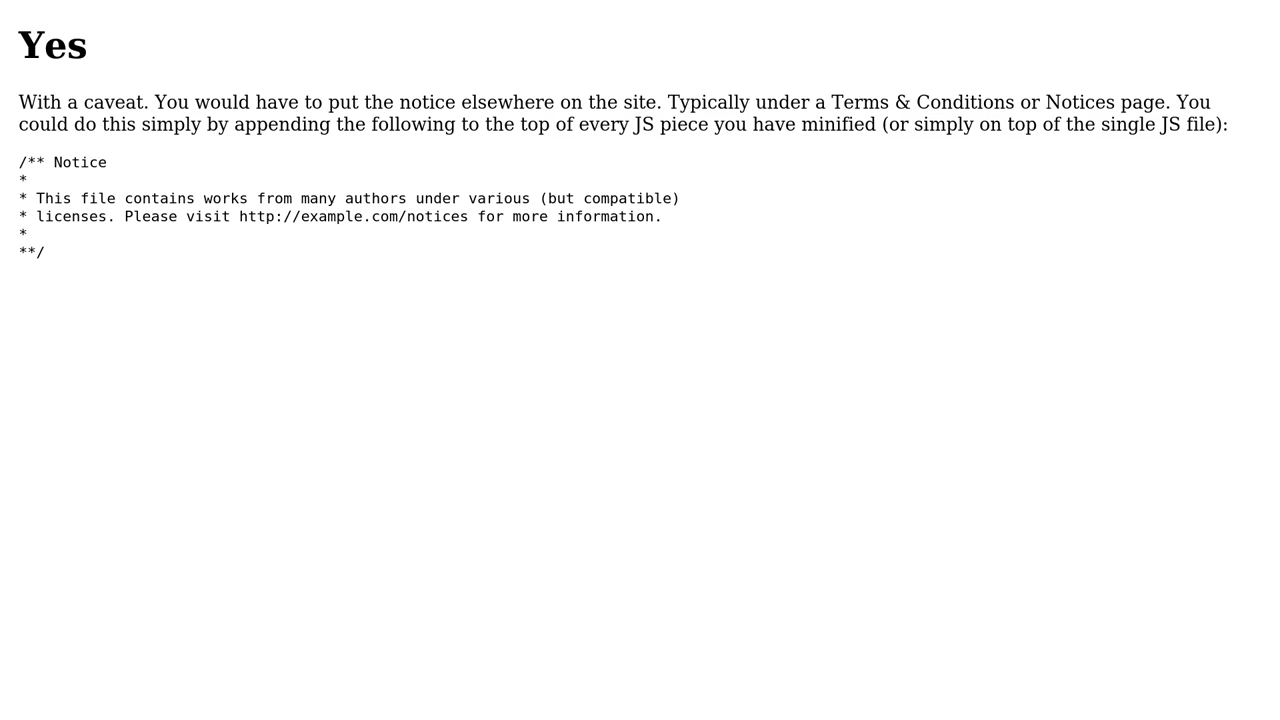 Yes
With a caveat. You would have to put the notice elsewhere on the site. Typically under a Terms & Conditions or Notices page. You
could do this simply by appending the following to the top of every JS piece you have minified (or simply on top of the single JS file):
/** Notice
*
* This file contains works from many authors under various (but compatible)
* licenses. Please visit http://example.com/notices for more information.
*
**/